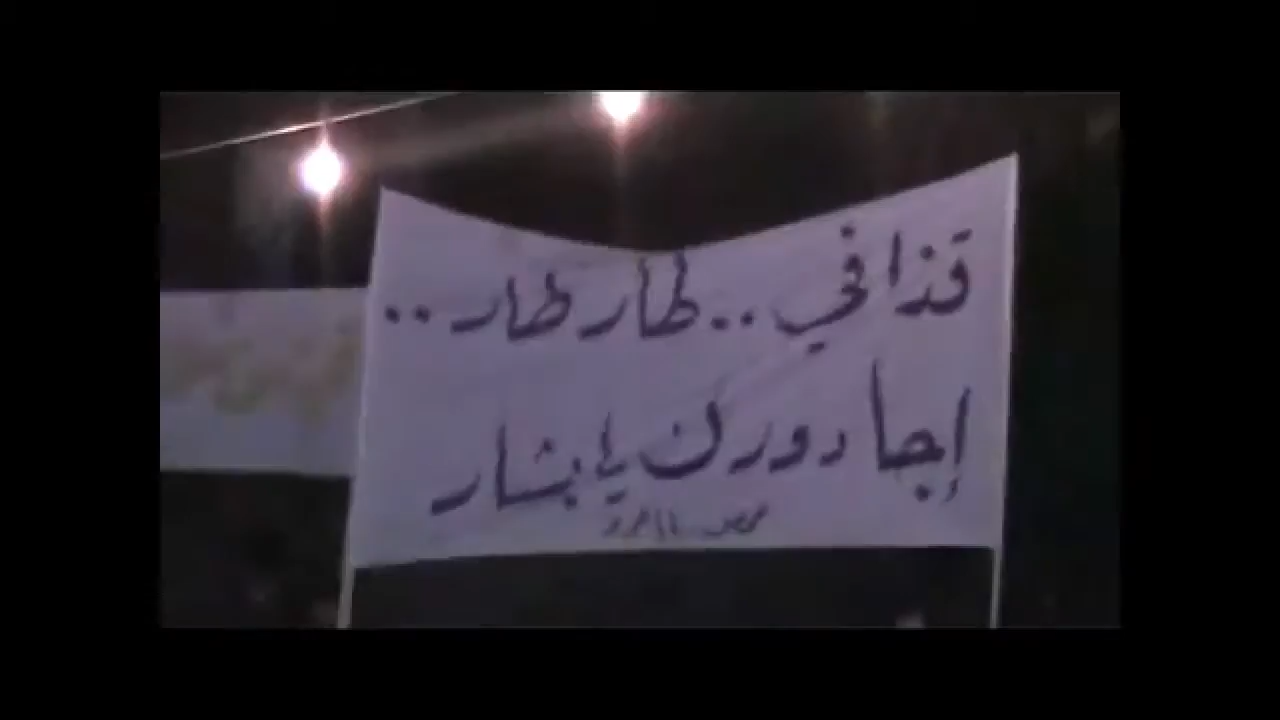 قذافي .. طار طار ..
إجا دورك يا بشار